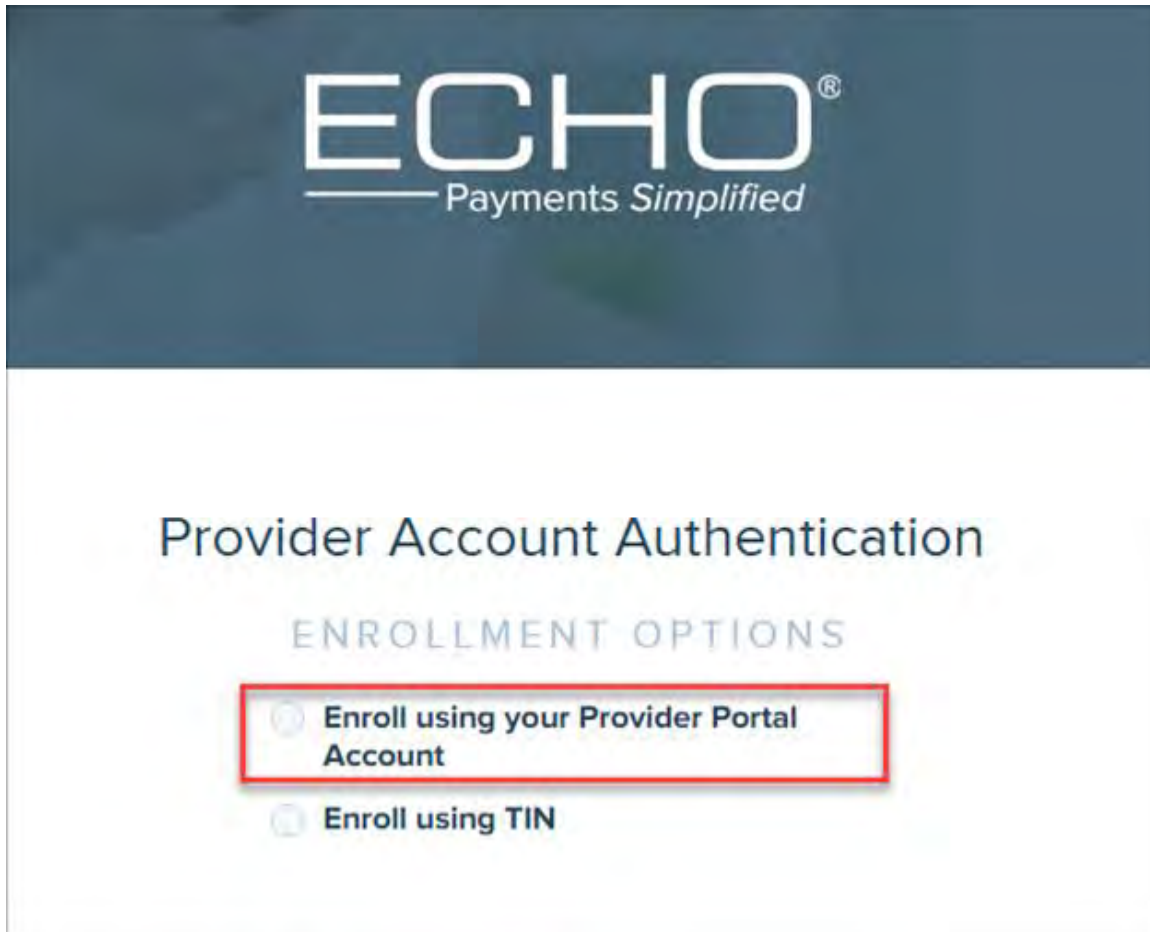 ECHO®
Payments Simplified
Provider Account Authentication
ENROLLMENT OPTIONS
Enroll using your Provider Portal
Account
Enroll using TIN